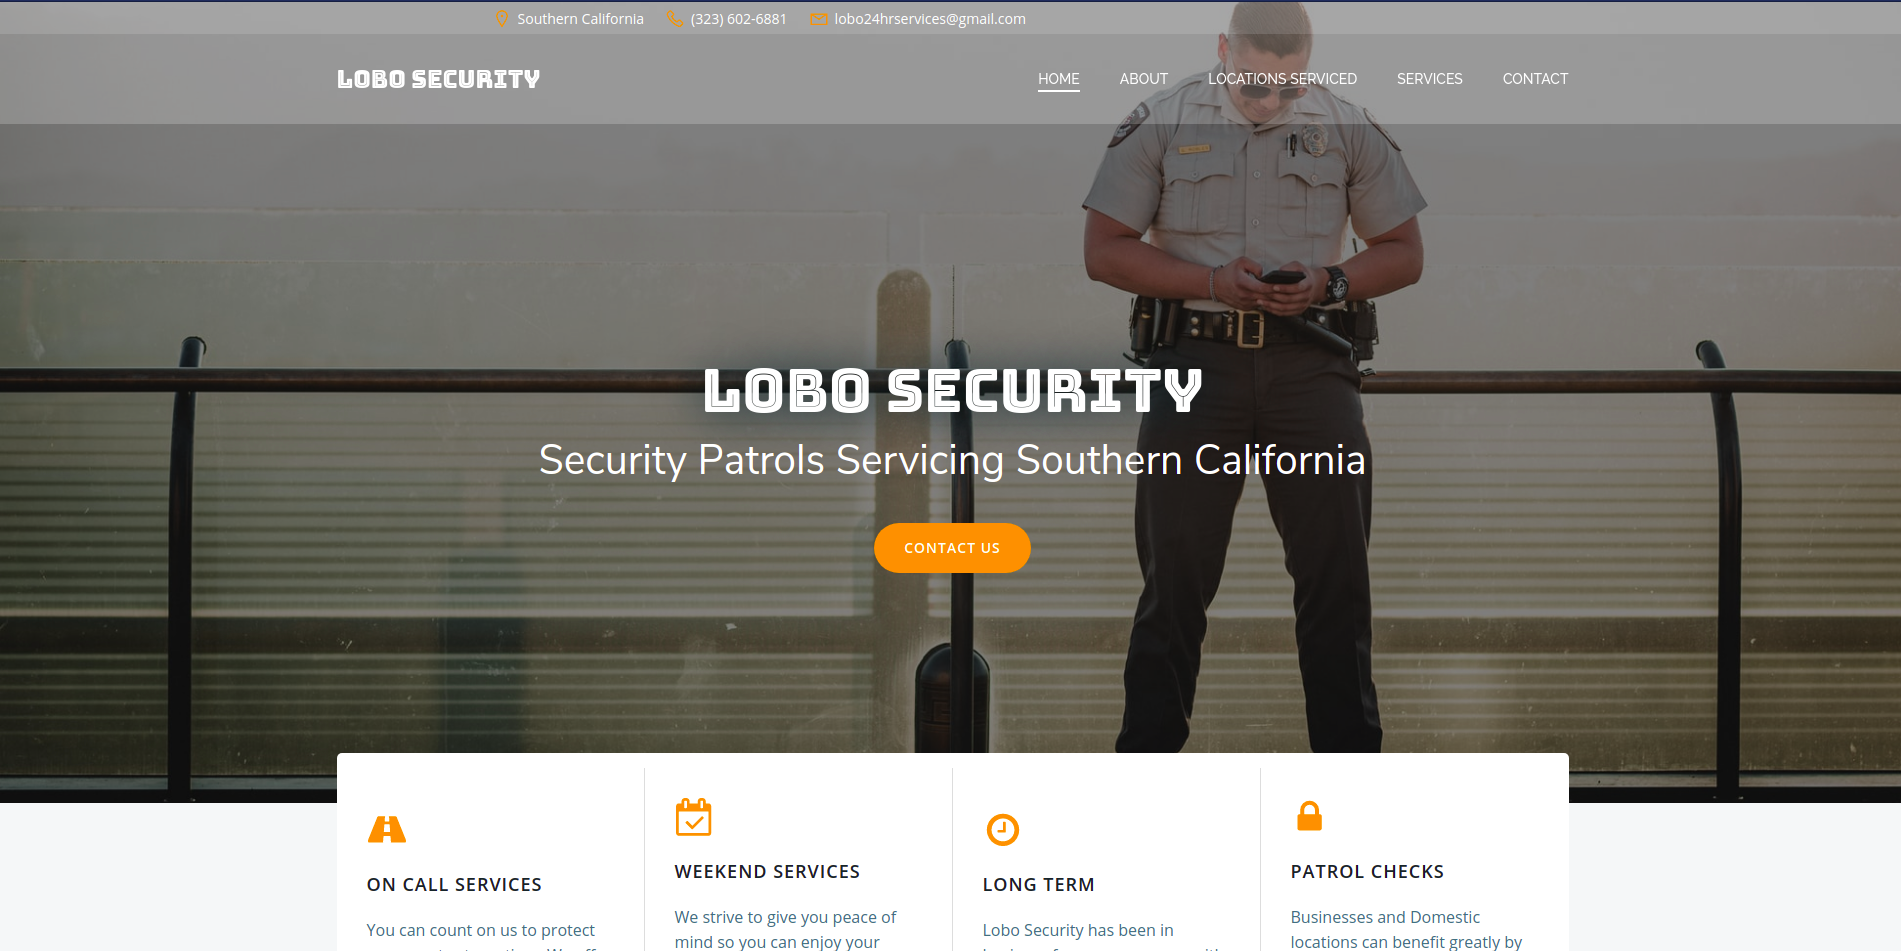 Southern California (323) 602-6881 lobo24hrservices@gmail.com
LOBO SECURITY
HOME ABOUT LOCATIONS SERVICED SERVICES CONTACT
LOBO SECURITY
Security Patrols Servicing Southern California
CONTACT US
ON CALL SERVICES
You can count on us to protect
WEEKEND SERVICES
We strive to give you peace of
mind so you can enjoy your
LONG TERM
Lobo Security has been in
PATROL CHECKS
Businesses and Domestic
locations can benefit greatly by